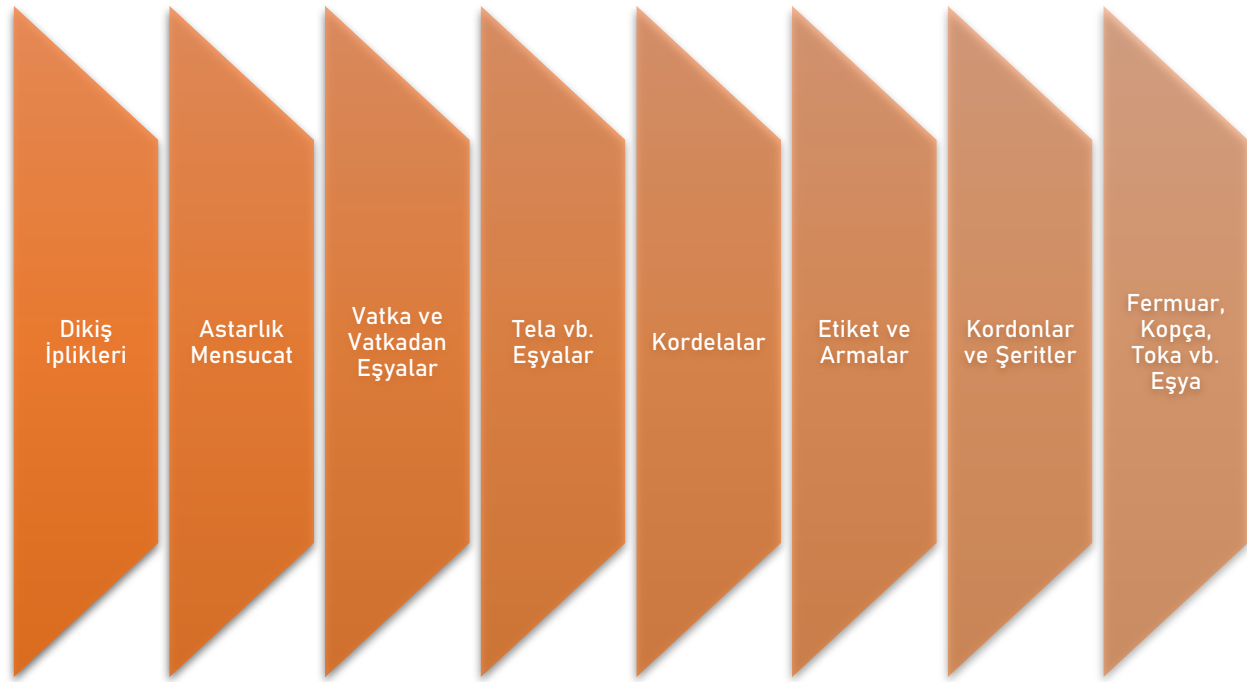 Dikiş
İplikleri
Astarlık
Mensucat
Vatka ve
Vatkadan
Eşyalar
Tela vb.
Eşyalar
Kordelalar
Etiket ve
Armalar
Kordonlar
ve Şeritler
Fermuar,
Kopça,
Toka vb.
Eşya